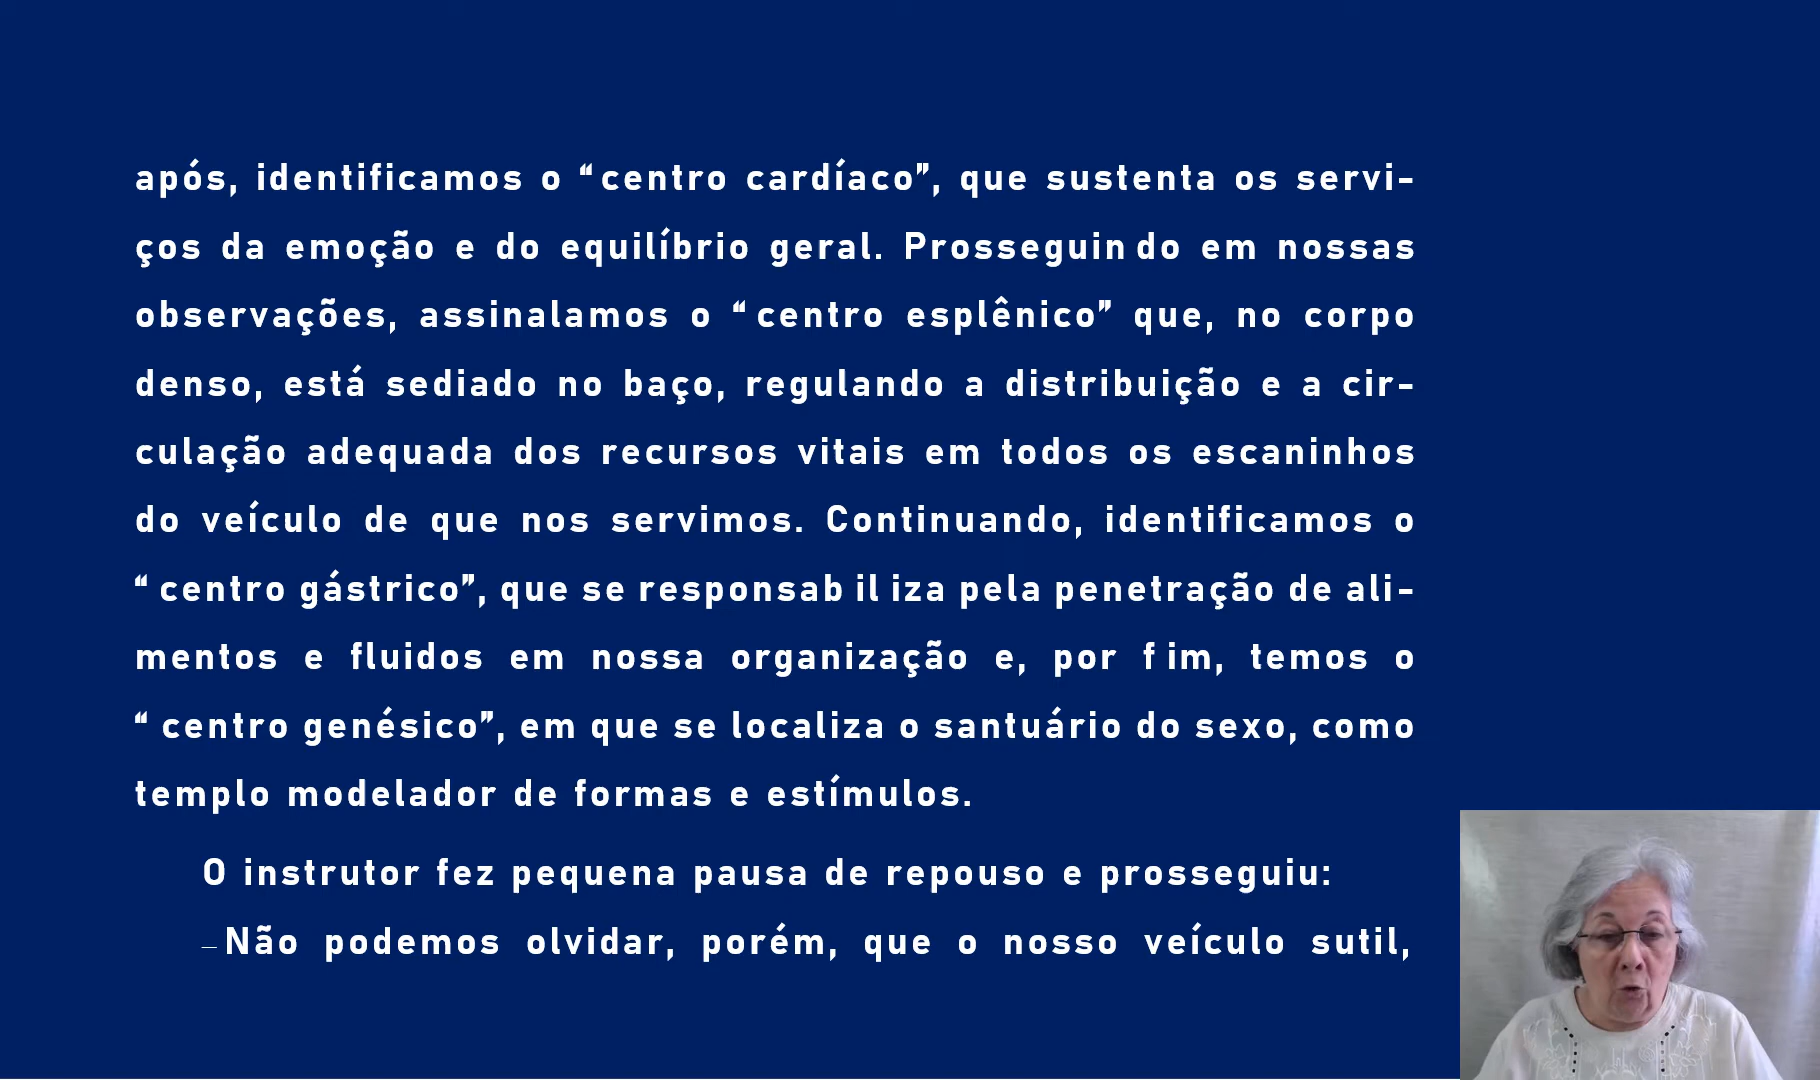 após, identificamos o “centro cardíaco”, que sustenta os servi-
ços da emoção e do equilíbrio geral. Prosseguindo em nossas
observações, assinalamos o “centro esplênico” que, no corpo
denso, está sediado no baço, regulando a distribuição e a cir-
culação adequada dos recursos vitais em todos os escaninhos
do veículo de que nos servimos. Continuando, identificamos o
“centro gástrico”, que se responsabiliza pela penetração de ali-
mentos e fluidos em nossa organização e, por fim, temos o
“centro genésico”, em que se localiza o santuário do sexo, como
templo modelador de formas e estímulos.
O instrutor fez pequena pausa de repouso e prosseguiu:
—Não podemos olvidar, porém, que o nosso veículo sutil,